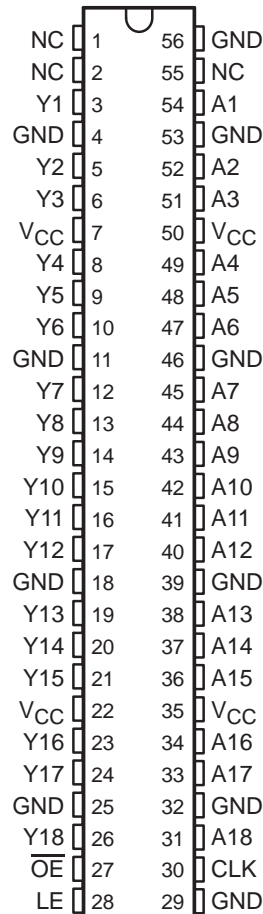 NC 1 56 GND
NC 2 55 NC
Y1 3 54 A1
GND 4 53 GND
Y2 5 52 A2
Y3 6 51 A3
VCC 7 50 VCC
Y4 8 49 A4
Y5 9 48 A5
Y6 10 47 A6
GND 11 46 GND
Y7 12 45 A7
Y8 13 44 A8
Y9 14 43 A9
Y10 15 42 A10
Y11 16 41 A11
Y12 17 40 A12
GND 18 39 GND
Y13 19 38 A13
Y14 20 37 A14
Y15 21 36 A15
VCC 22 35 VCC
Y16 23 34 A16
Y17 24 33 A17
GND 25 32 GND
Y18 26 31 A18
O̅E̅ 27 30 CLK
LE 28 29 GND